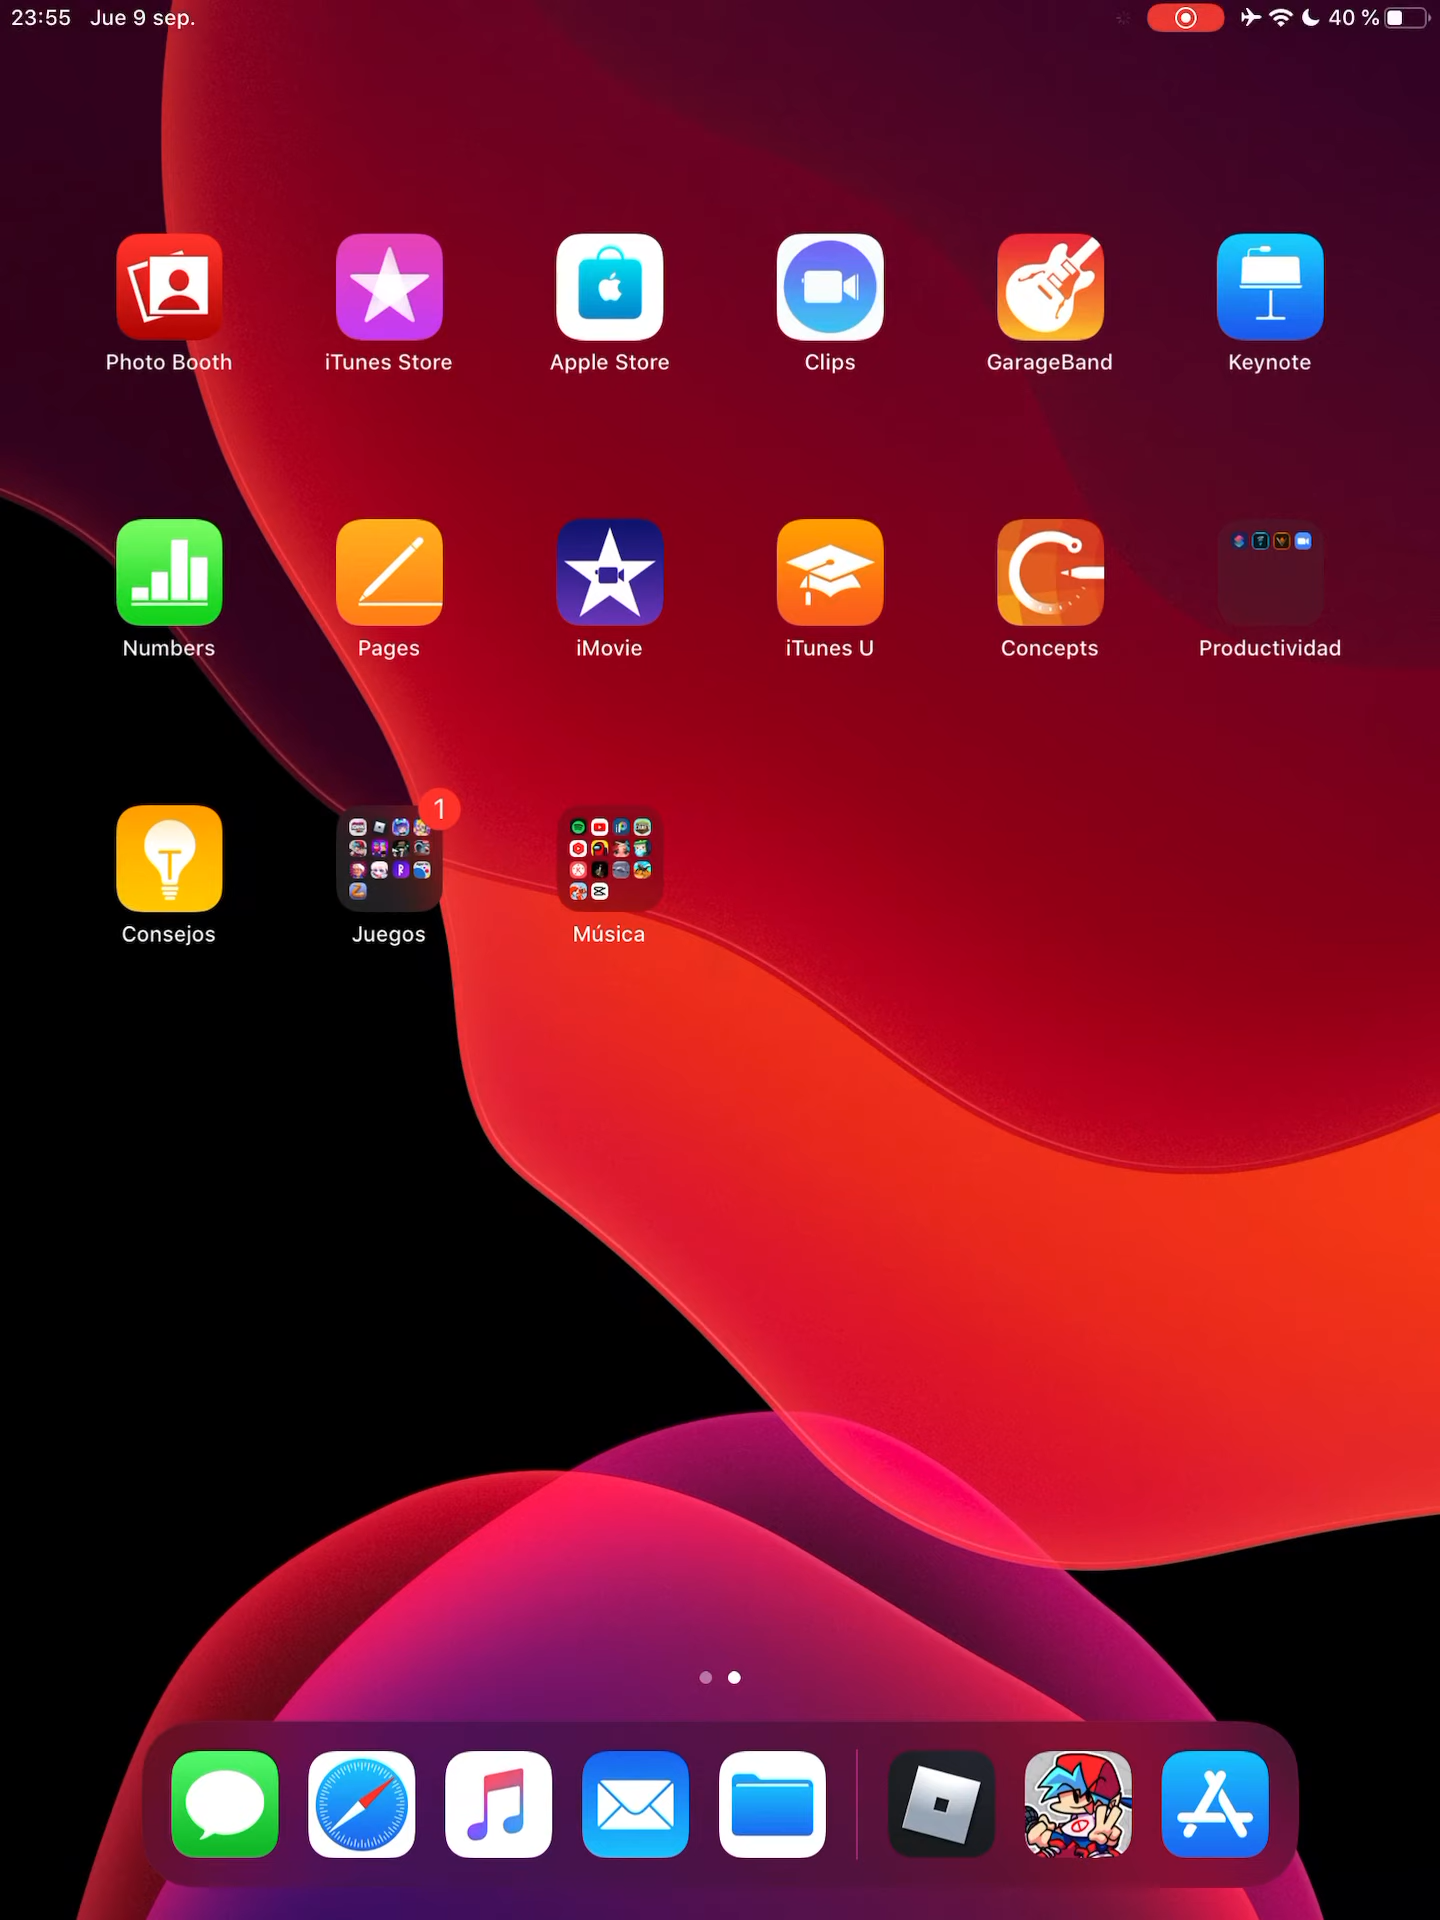 23:55 Jue 9 sep.
40 %
Photo Booth
iTunes Store
Apple Store
Clips
GarageBand
Keynote
Numbers
Pages
iMovie
iTunes U
Concepts
Productividad
1
Consejos
Juegos
Música